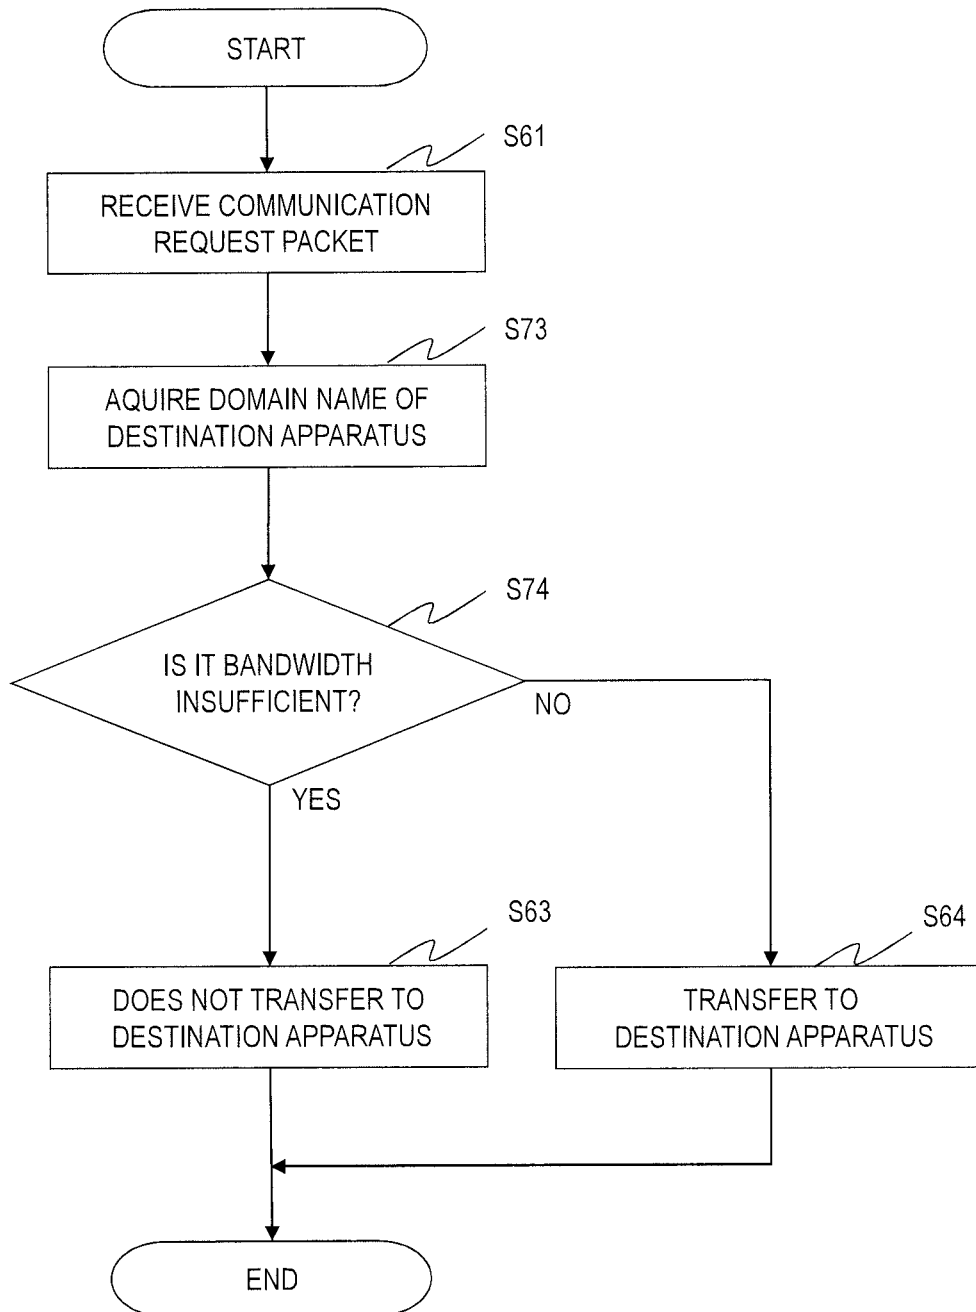 START
S61
RECEIVE COMMUNICATION
REQUEST PACKET
S73
AQUIRE DOMAIN NAME OF
DESTINATION APPARATUS
S74
IS IT BANDWIDTH
INSUFFICIENT?
NO
YES
S63
S64
DOES NOT TRANSFER TO
DESTINATION APPARATUS
TRANSFER TO
DESTINATION APPARATUS
END